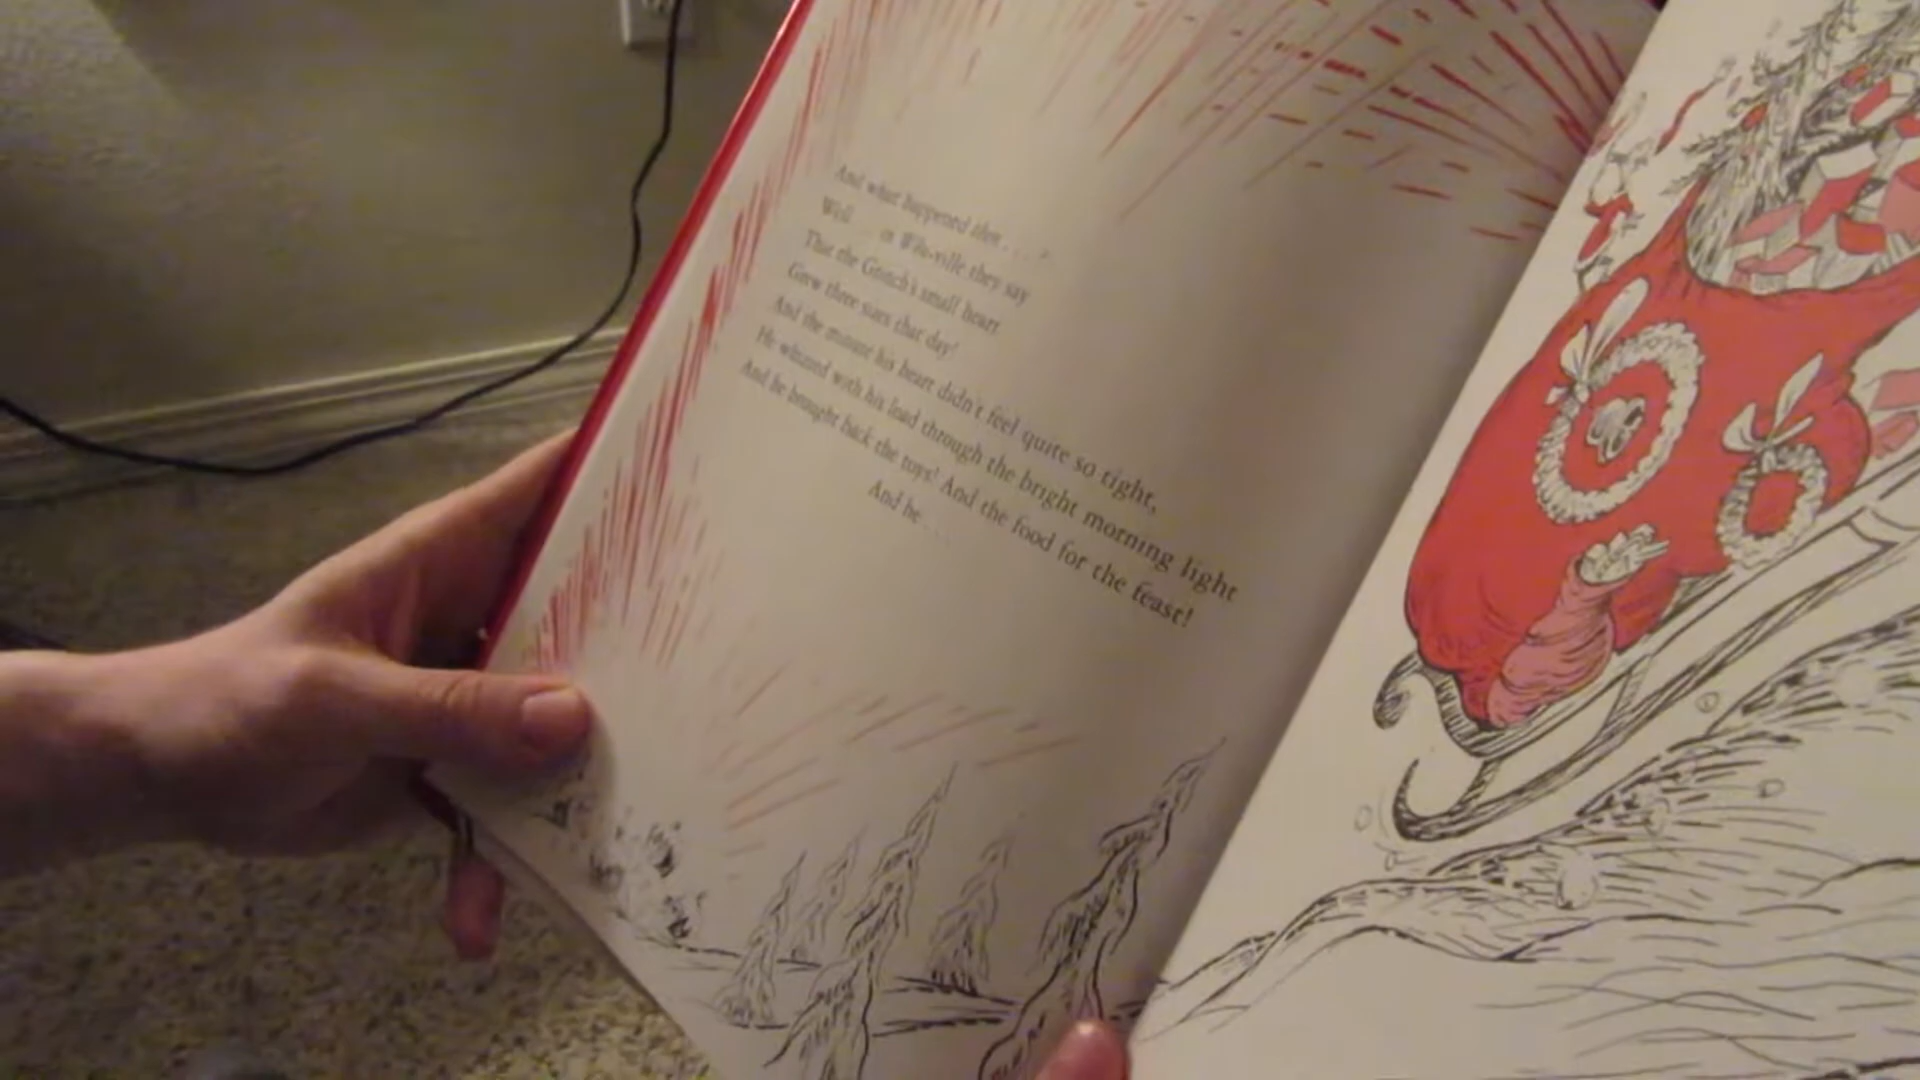 And what happened then . . . ?
Well . . . in Who-ville they say
That the Grinch's small heart
Grew three sizes that day!
And the minute his heart didn't feel quite so tight,
He whizzed with his load through the bright morning light
And he brought back the toys! And the food for the feast!
And he . . . .